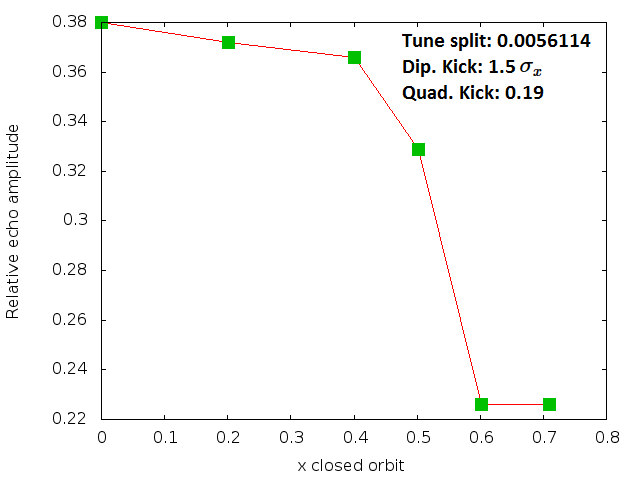 0.38
0.36
0.34
0.32
0.3
0.28
0.26
0.24
0.22
Relative echo amplitude
Tune split: 0.0056114
Dip. Kick: 1.5 σₓ
Quad. Kick: 0.19
0 0.1 0.2 0.3 0.4 0.5 0.6 0.7 0.8
x closed orbit